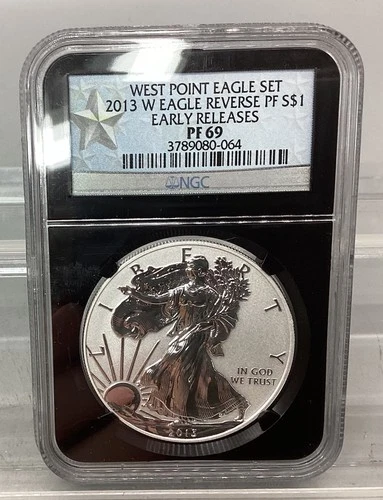 WEST POINT EAGLE SET
2013 W EAGLE REVERSE PF S$1
EARLY RELEASES
PF 69
3789080-064
NGC
LIBERTY
IN GOD
WE TRUST
2013